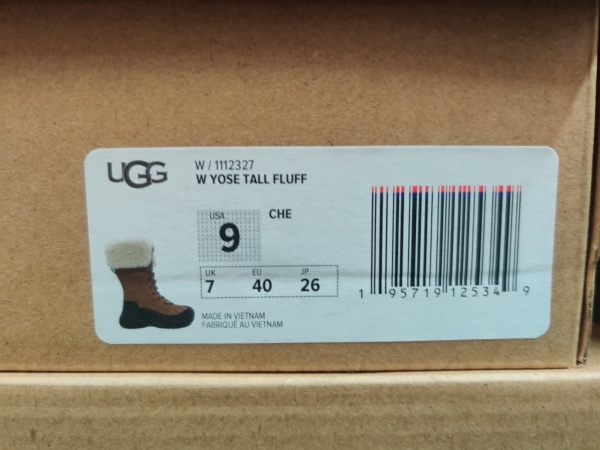 UGG
W / 1112327
W YOSE TALL FLUFF
USA
9
CHE
UK EU JP
7 40 26
MADE IN VIETNAM
FABRIQUÉ AU VIETNAM
1 95719 12534 9